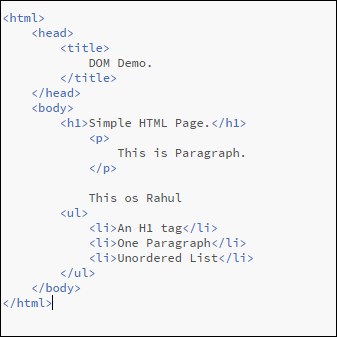 <html>
    <head>
        <title>
            DOM Demo.
        </title>
    </head>
    <body>
        <h1>Simple HTML Page.</h1>
            <p>
                This is Paragraph.
            </p>

            This os Rahul
        <ul>
            <li>An H1 tag</li>
            <li>One Paragraph</li>
            <li>Unordered List</li>
        </ul>
    </body>
</html>